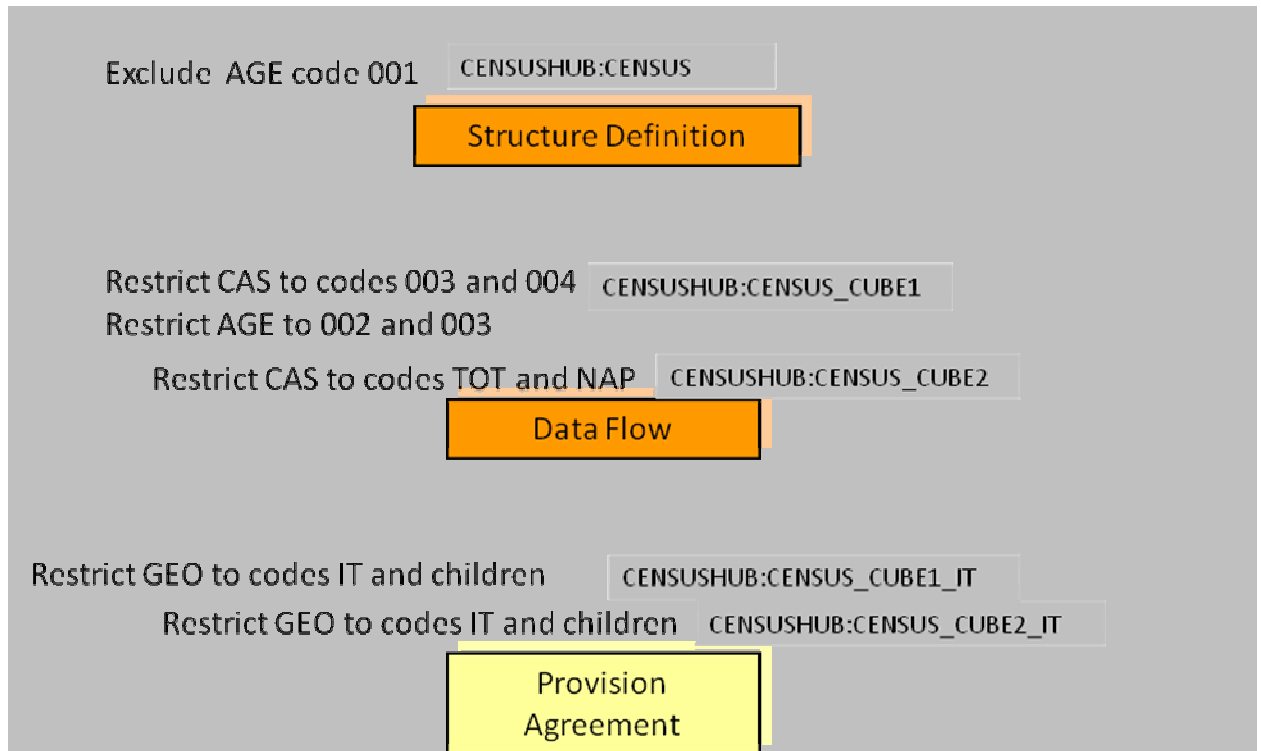 Exclude AGE code 001 CENSUSHUB:CENSUS
Structure Definition
Restrict CAS to codes 003 and 004 CENSUSHUB:CENSUS_CUBE1
Restrict AGE to 002 and 003
Restrict CAS to codes TOT and NAP CENSUSHUB:CENSUS_CUBE2
Data Flow
Restrict GEO to codes IT and children CENSUSHUB:CENSUS_CUBE1_IT
Restrict GEO to codes IT and children CENSUSHUB:CENSUS_CUBE2_IT
Provision
Agreement